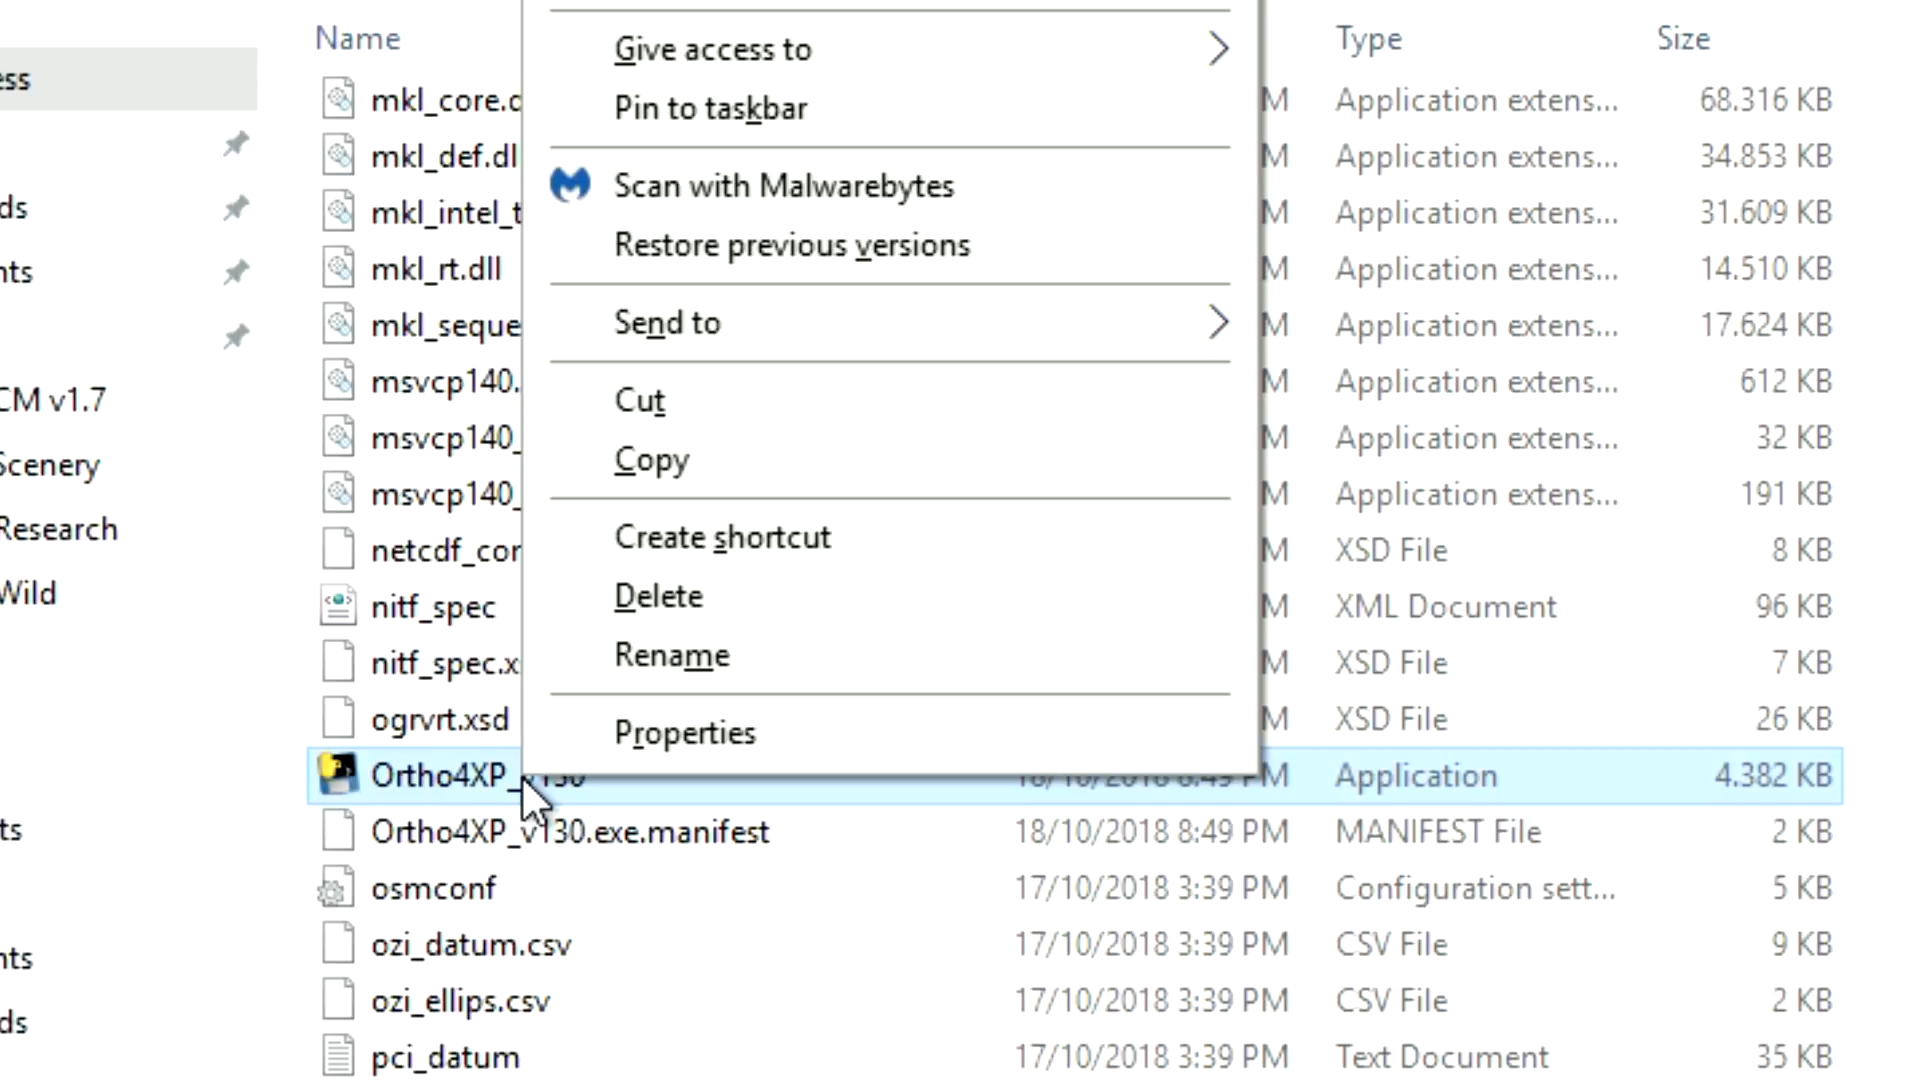 Name Type Size
ess
ds
nts
CM v1.7
Scenery
Research
Wild
ts
nts
ds
Give access to
Pin to taskbar
Scan with Malwarebytes
Restore previous versions
Send to
Cut
Copy
Create shortcut
Delete
Rename
Properties
mkl_core.d M Application extens... 68.316 KB
mkl_def.dl M Application extens... 34.853 KB
mkl_intel_t M Application extens... 31.609 KB
mkl_rt.dll M Application extens... 14.510 KB
mkl_seque M Application extens... 17.624 KB
msvcp140. M Application extens... 612 KB
msvcp140_ M Application extens... 32 KB
msvcp140_ M Application extens... 191 KB
netcdf_cor M XSD File 8 KB
nitf_spec M XML Document 96 KB
nitf_spec.x M XSD File 7 KB
ogrvrt.xsd M XSD File 26 KB
Ortho4XP_v130 18/10/2018 8:49 PM Application 4.382 KB
Ortho4XP_v130.exe.manifest 18/10/2018 8:49 PM MANIFEST File 2 KB
osmconf 17/10/2018 3:39 PM Configuration sett... 5 KB
ozi_datum.csv 17/10/2018 3:39 PM CSV File 9 KB
ozi_ellips.csv 17/10/2018 3:39 PM CSV File 2 KB
pci_datum 17/10/2018 3:39 PM Text Document 35 KB